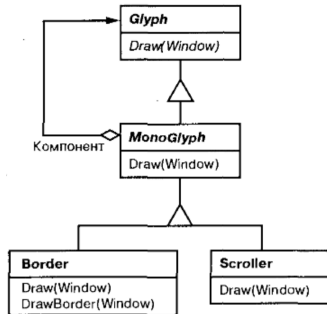 Glyph
Draw(Window)
Компонент
MonoGlyph
Draw(Window)
Border
Draw(Window)
DrawBorder(Window)
Scroller
Draw(Window)